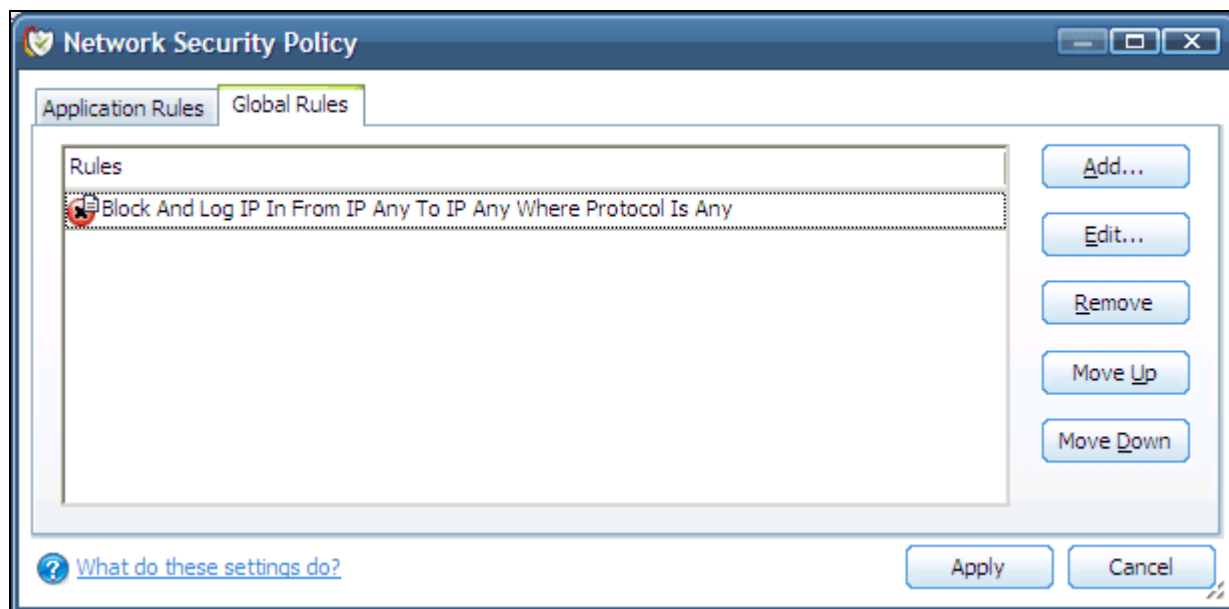 Network Security Policy
Application Rules
Global Rules
Rules
Block And Log IP In From IP Any To IP Any Where Protocol Is Any
Add...
Edit...
Remove
Move Up
Move Down
What do these settings do?
Apply
Cancel